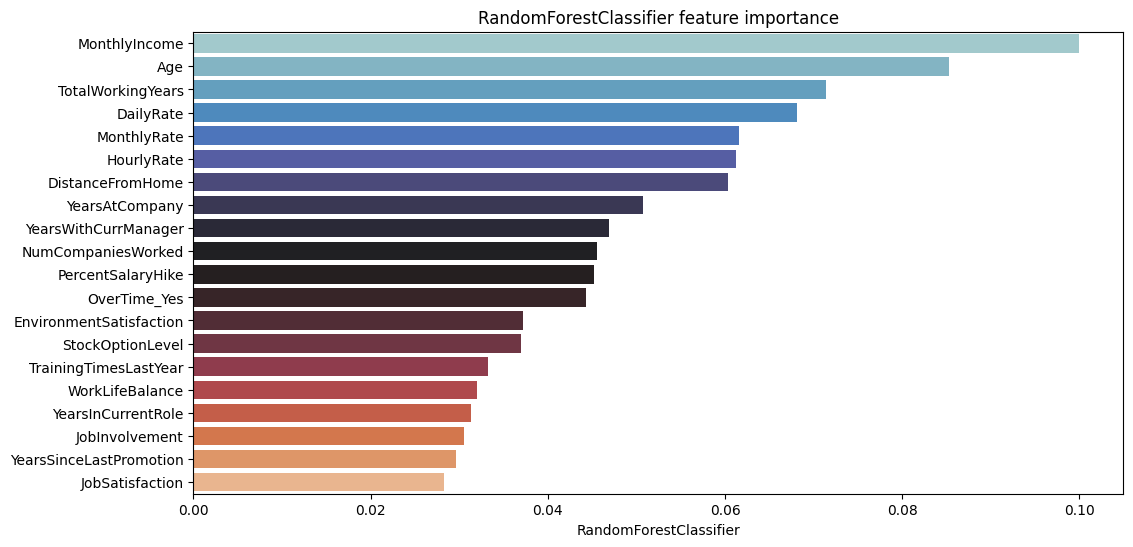 RandomForestClassifier feature importance
MonthlyIncome
Age
TotalWorkingYears
DailyRate
MonthlyRate
HourlyRate
DistanceFromHome
YearsAtCompany
YearsWithCurrManager
NumCompaniesWorked
PercentSalaryHike
OverTime_Yes
EnvironmentSatisfaction
StockOptionLevel
TrainingTimesLastYear
WorkLifeBalance
YearsInCurrentRole
JobInvolvement
YearsSinceLastPromotion
JobSatisfaction
0.00 0.02 0.04 0.06 0.08 0.10
RandomForestClassifier